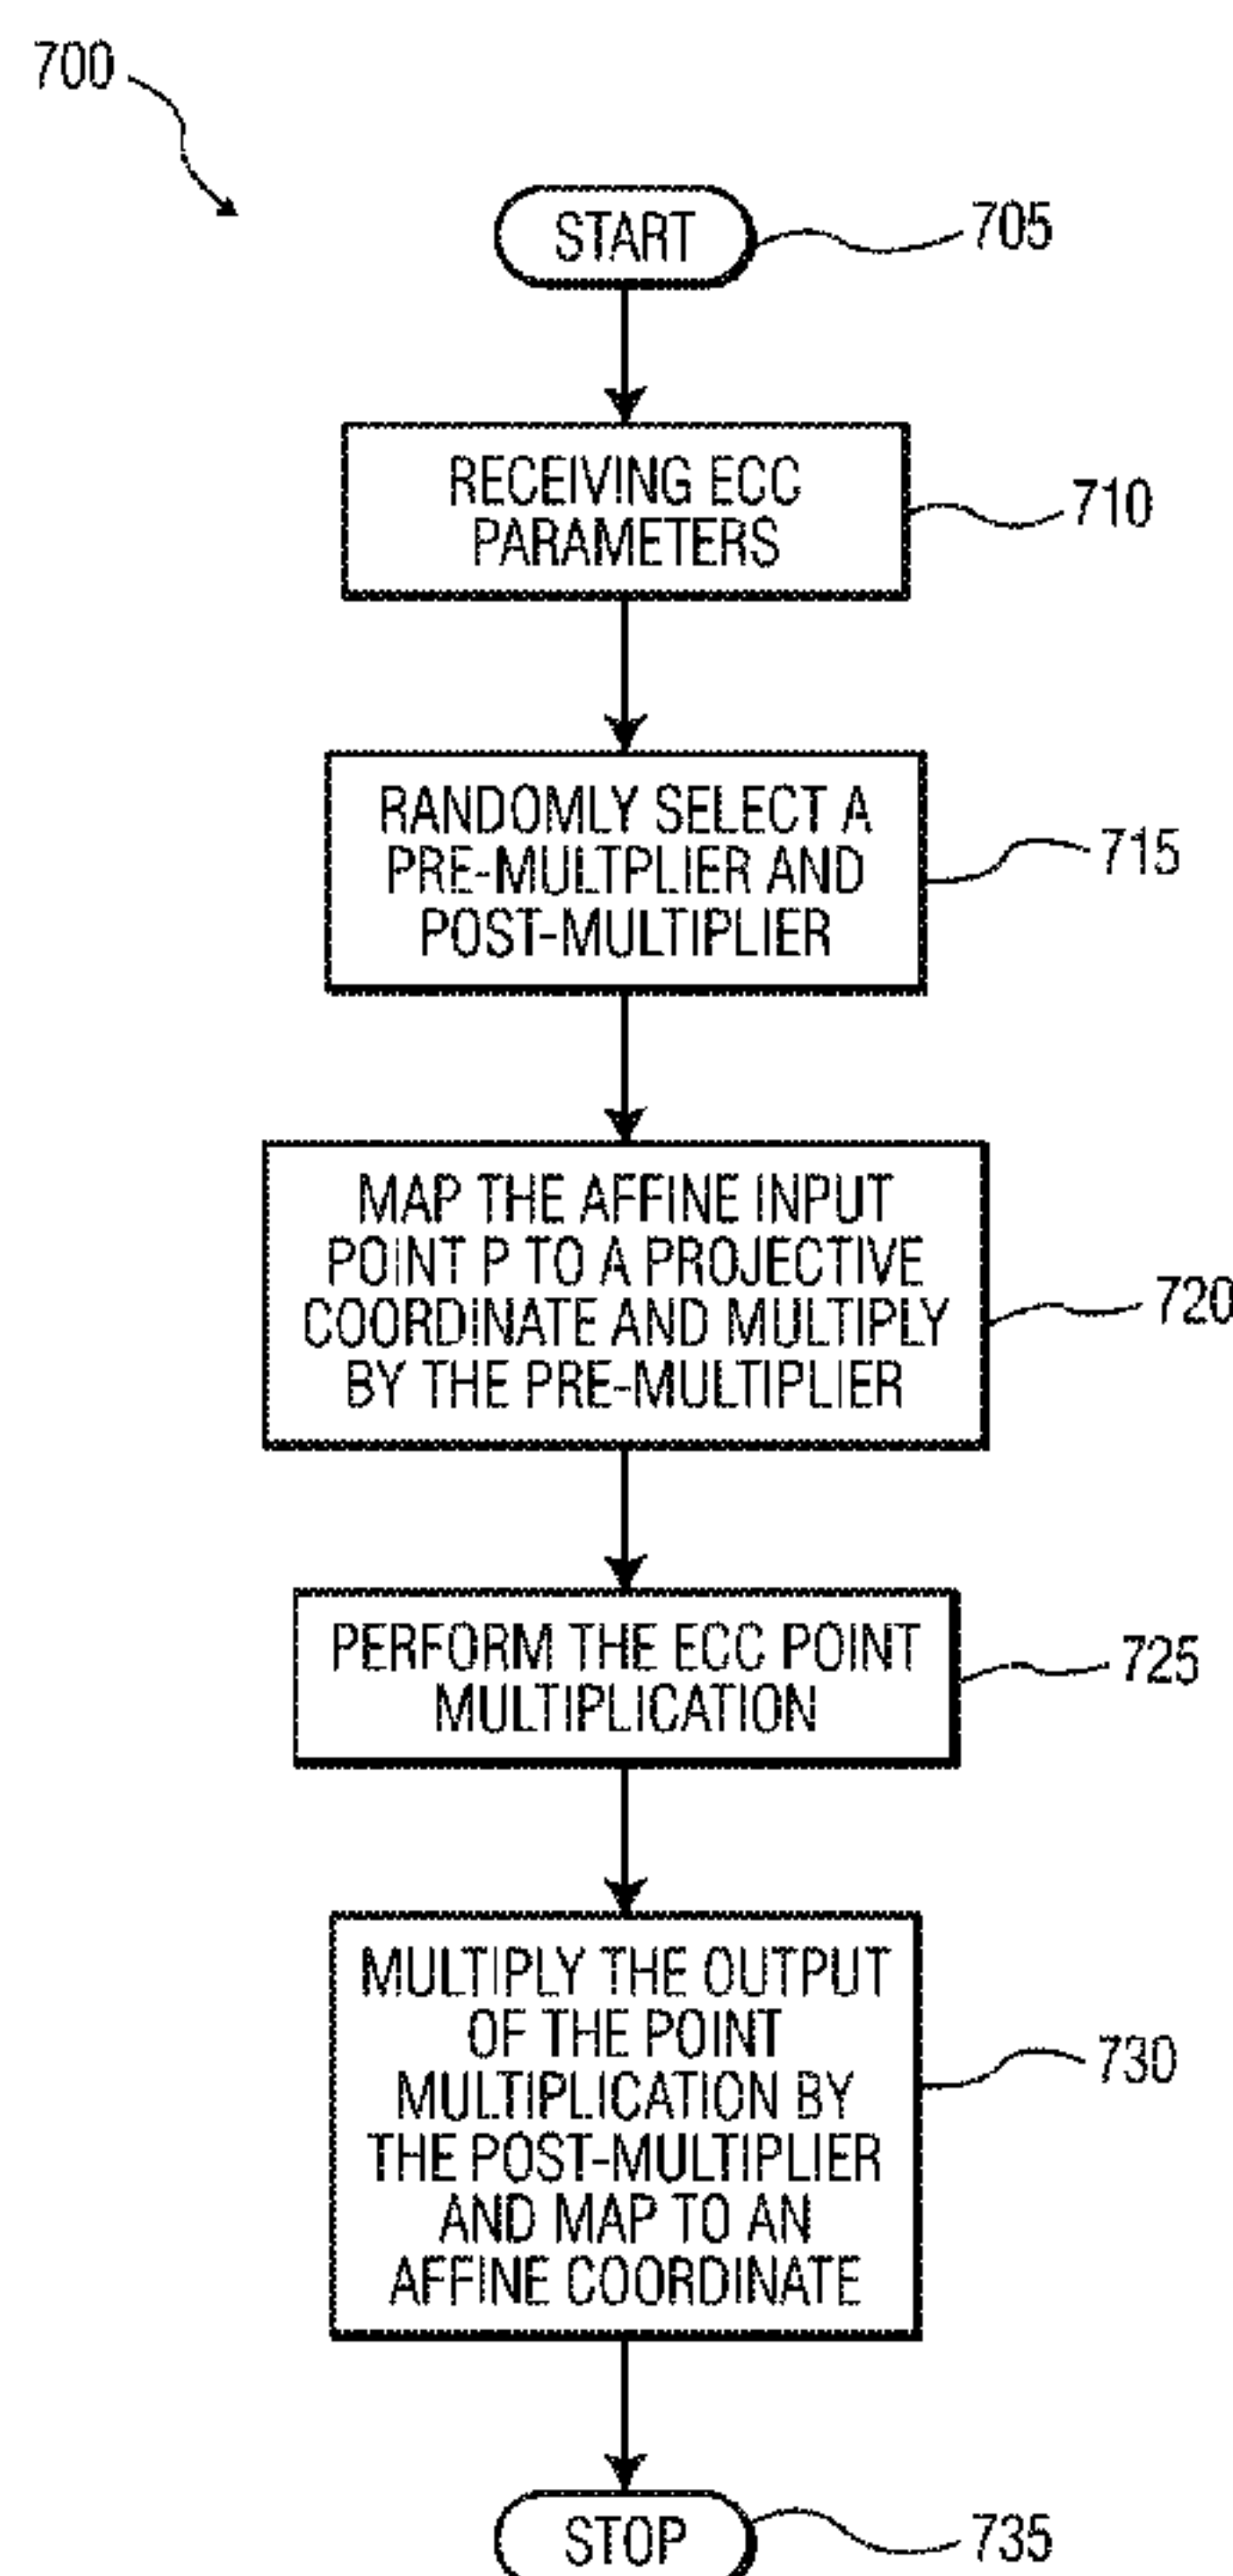 700
START
705
RECEIVING ECC
PARAMETERS
710
RANDOMLY SELECT A
PRE-MULTPLIER AND
POST-MULTIPLIER
715
MAP THE AFFINE INPUT
POINT P TO A PROJECTIVE
COORDINATE AND MULTIPLY
BY THE PRE-MULTIPLIER
720
PERFORM THE ECC POINT
MULTIPLICATION
725
MULTIPLY THE OUTPUT
OF THE POINT
MULTIPLICATION BY
THE POST-MULTIPLIER
AND MAP TO AN
AFFINE COORDINATE
730
STOP
735